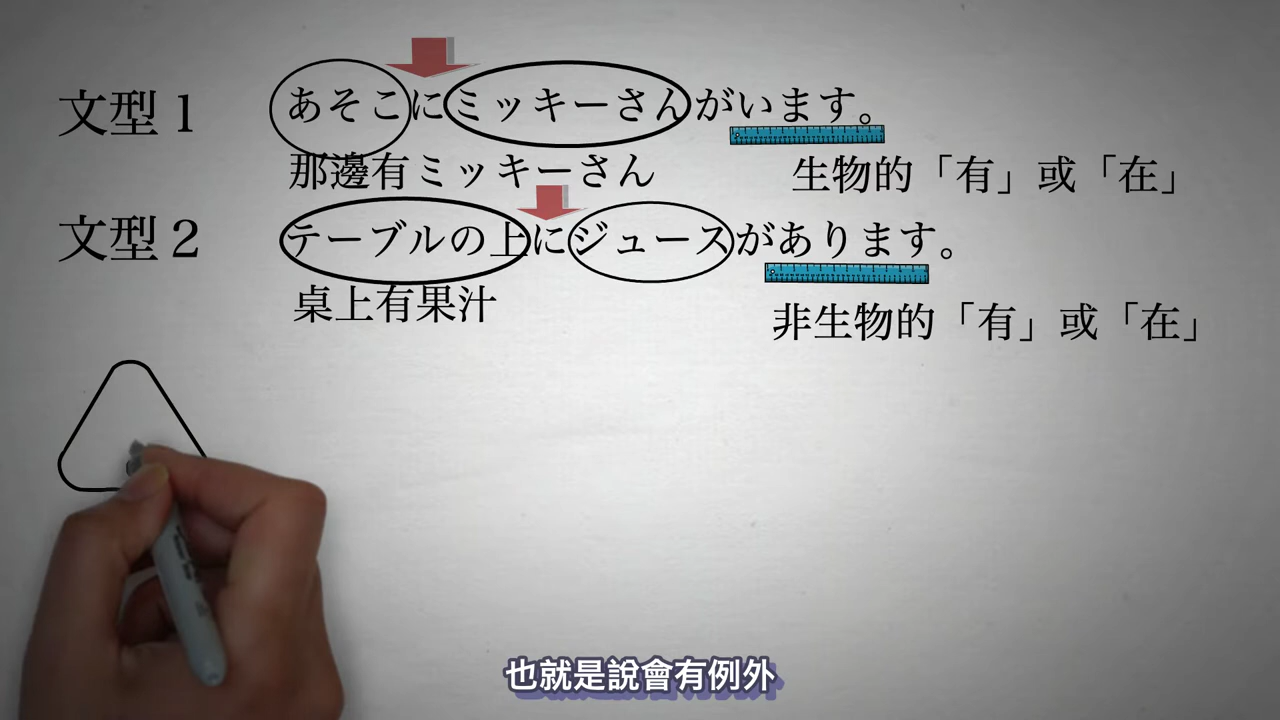 文型1 あそこにミッキーさんがいます。
那邊有ミッキーさん 生物的「有」或「在」
文型2 テーブルの上にジュースがあります。
桌上有果汁 非生物的「有」或「在」
也就是說會有例外